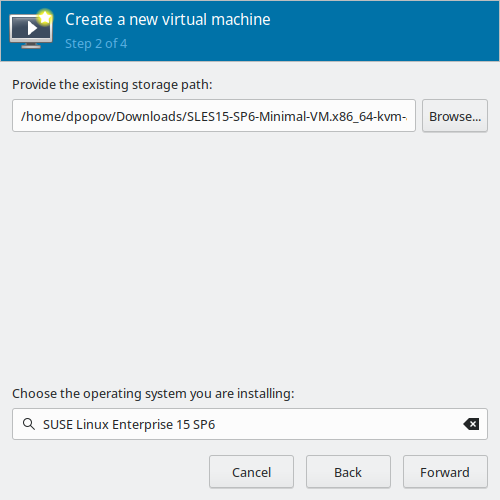 Create a new virtual machine
Step 2 of 4
Provide the existing storage path:
/home/dpopov/Downloads/SLES15-SP6-Minimal-VM.x86_64-kvm-
Browse...
Choose the operating system you are installing:
SUSE Linux Enterprise 15 SP6
Cancel
Back
Forward